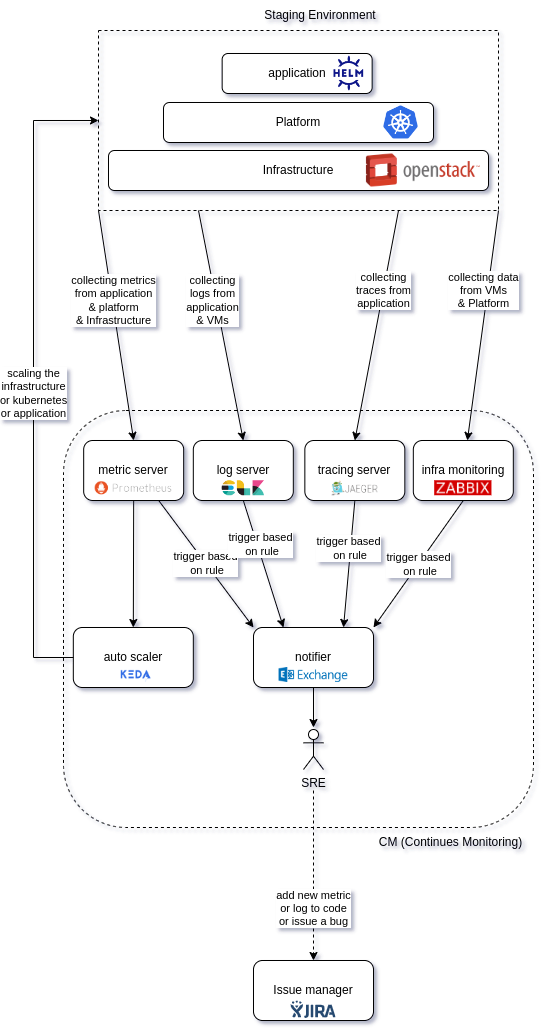 Staging Environment
application
HELM
Platform
Infrastructure
openstack™
collecting metrics
from application
& platform
& Infrastructure
collecting
logs from
application
& VMs
collecting
traces from
application
collecting data
from VMs
& Platform
scaling the
infrastructure
or kubernetes
or application
metric server
Prometheus
log server
ELK
tracing server
JAEGER
infra monitoring
ZABBIX
trigger based
on rule
trigger based
on rule
trigger based
on rule
trigger based
on rule
auto scaler
KEDA
notifier
Exchange
SRE
CM (Continues Monitoring)
add new metric
or log to code
or issue a bug
Issue manager
JIRA